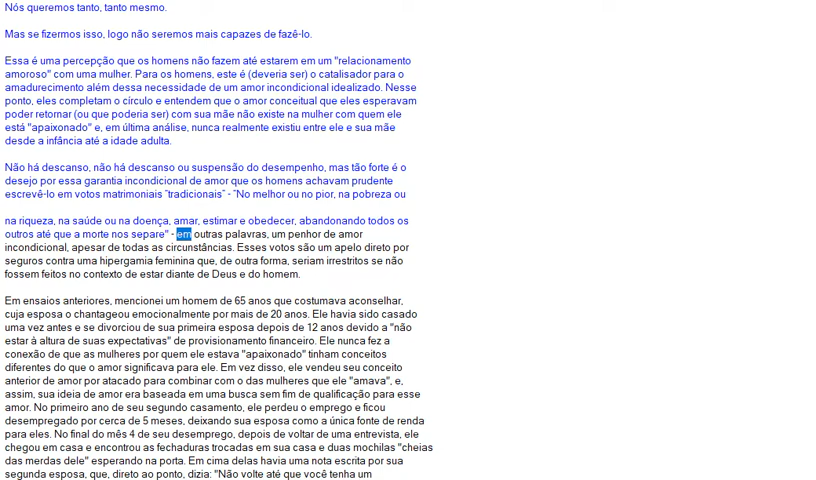 Nós queremos tanto, tanto mesmo.
Mas se fizermos isso, logo não seremos mais capazes de fazê-lo.
Essa é uma percepção que os homens não fazem até estarem em um "relacionamento
amoroso" com uma mulher. Para os homens, este é (deveria ser) o catalisador para o
amadurecimento além dessa necessidade de um amor incondicional idealizado. Nesse
ponto, eles completam o círculo e entendem que o amor conceitual que eles esperavam
poder retornar (ou que poderia ser) com sua mãe não existe na mulher com quem ele
está "apaixonado" e, em última análise, nunca realmente existiu entre ele e sua mãe
desde a infância até a idade adulta.
Não há descanso, não há descanso ou suspensão do desempenho, mas tão forte é o
desejo por essa garantia incondicional de amor que os homens achavam prudente
escrevê-lo em votos matrimoniais "tradicionais" - "No melhor ou no pior, na pobreza ou
na riqueza, na saúde ou na doença, amar, estimar e obedecer, abandonando todos os
outros até que a morte nos separe" - em outras palavras, um penhor de amor
incondicional, apesar de todas as circunstâncias. Esses votos são um apelo direto por
seguros contra uma hipergamia feminina que, de outra forma, seriam irrestritos se não
fossem feitos no contexto de estar diante de Deus e do homem.
Em ensaios anteriores, mencionei um homem de 65 anos que costumava aconselhar,
cuja esposa o chantageou emocionalmente por mais de 20 anos. Ele havia sido casado
uma vez antes e se divorciou de sua primeira esposa depois de 12 anos devido a "não
estar à altura de suas expectativas" de provisionamento financeiro. Ele nunca fez a
conexão de que as mulheres por quem ele estava "apaixonado" tinham conceitos
diferentes do que o amor significava para ele. Em vez disso, ele vendeu seu conceito
anterior de amor por atacado para combinar com o das mulheres que ele "amava", e,
assim, sua ideia de amor era baseada em uma busca sem fim de qualificação para esse
amor. No primeiro ano de seu segundo casamento, ele perdeu o emprego e ficou
desempregado por cerca de 5 meses, deixando sua esposa como a única fonte de renda
para eles. No final do mês 4 de seu desemprego, depois de voltar de uma entrevista, ele
chegou em casa e encontrou as fechaduras trocadas em sua casa e duas mochilas "cheias
das merdas dele" esperando na porta. Em cima delas havia uma nota escrita por sua
segunda esposa, que, direto ao ponto, dizia: "Não volte até que você tenha um